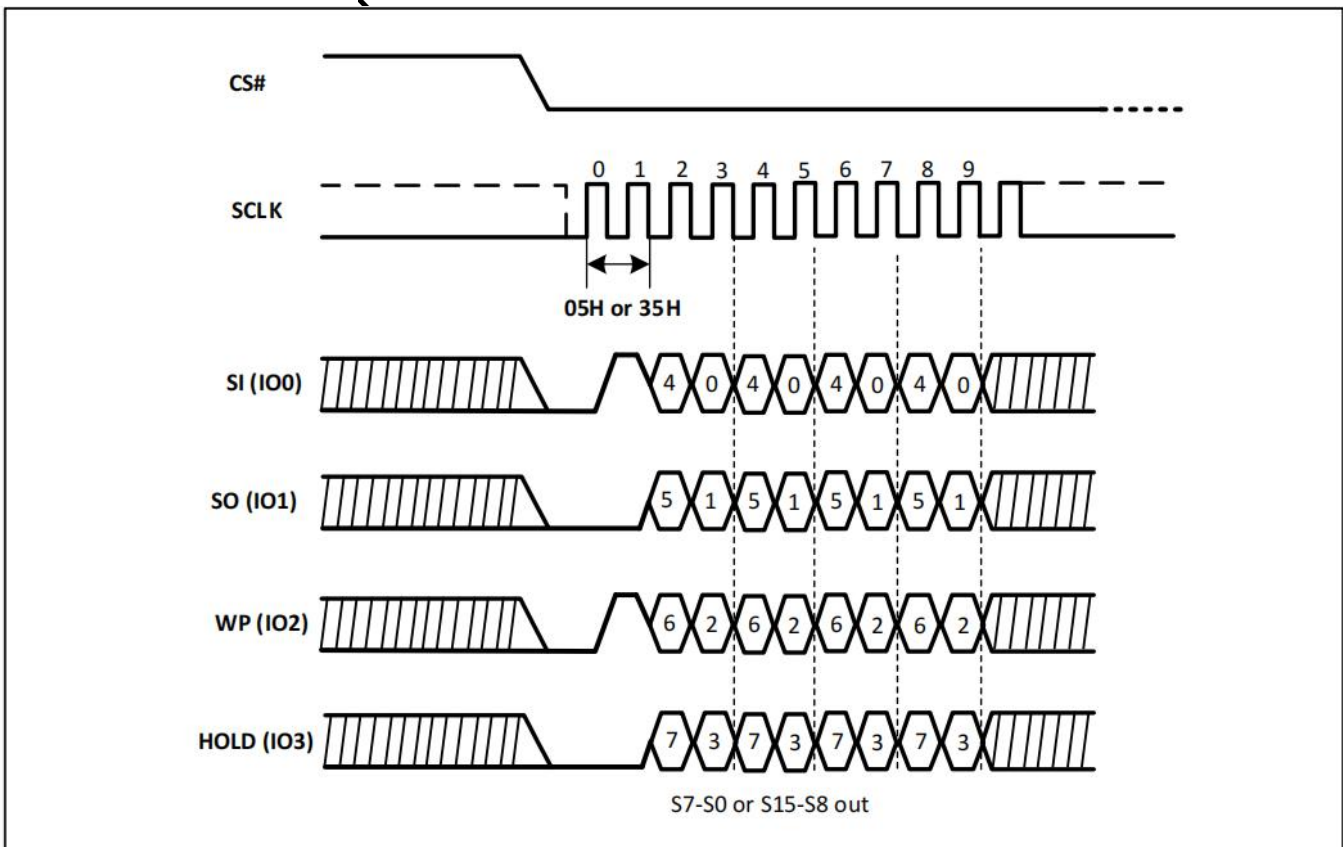 CS#
0 1 2 3 4 5 6 7 8 9
SCLK
05H or 35H
SI (IO0) 4 0 4 0 4 0 4 0
SO (IO1) 5 1 5 1 5 1 5 1
WP (IO2) 6 2 6 2 6 2 6 2
HOLD (IO3) 7 3 7 3 7 3 7 3
S7-S0 or S15-S8 out